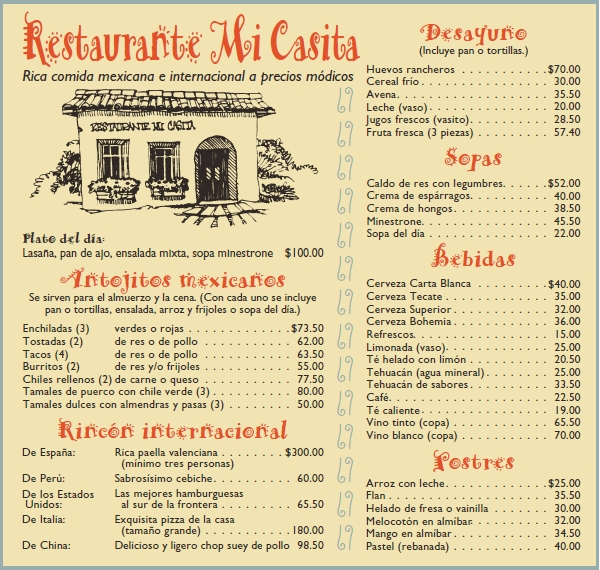 Restaurante Mi Casita
Rica comida mexicana e internacional a precios módicos
RESTAURANTE MI CASITA
Plato del día:
Lasaña, pan de ajo, ensalada mixta, sopa minestrone $100.00
Antojitos mexicanos
Se sirven para el almuerzo y la cena. (Con cada uno se incluye
pan o tortillas, ensalada, arroz y frijoles o sopa del día.)
Enchiladas (3) verdes o rojas . . . . . . . . . . $73.50
Tostadas (2) de res o de pollo . . . . . . . . . 62.00
Tacos (4) de res o de pollo . . . . . . . . . 63.50
Burritos (2) de res y/o frijoles . . . . . . . . . 55.00
Chiles rellenos (2) de carne o queso . . . . . . . . . 77.50
Tamales de puerco con chile verde (3) . . . . . . . . 80.00
Tamales dulces con almendras y pasas (3) . . . . . . 50.00
Rincón internacional
De España: Rica paella valenciana . . . . . . . $300.00
(mínimo tres personas)
De Perú: Sabrosísimo cebiche. . . . . . . . 60.00
De los Estados Las mejores hamburguesas
Unidos: al sur de la frontera . . . . . . . 65.50
De Italia: Exquisita pizza de la casa
(tamaño grande) . . . . . . . . . 180.00
De China: Delicioso y ligero chop suey de pollo 98.50
Desayuno
(Incluye pan o tortillas.)
Huevos rancheros . . . . . . . . . . $70.00
Cereal frío . . . . . . . . . . 30.00
Avena. . . . . . . . . . 35.50
Leche (vaso) . . . . . . . . . . 20.00
Jugos frescos (vasito). . . . . . . . . . 28.50
Fruta fresca (3 piezas) . . . . . . . . . 57.40
Sopas
Caldo de res con legumbres. . . . . . $52.00
Crema de espárragos. . . . . . . . . 40.00
Crema de hongos. . . . . . . . . . 38.50
Minestrone. . . . . . . . . . 45.50
Sopa del día . . . . . . . . . . 22.00
Bebidas
Cerveza Carta Blanca . . . . . . . . . $40.00
Cerveza Tecate . . . . . . . . . . 35.00
Cerveza Superior . . . . . . . . . . 32.00
Cerveza Bohemia . . . . . . . . . . 36.00
Refrescos. . . . . . . . . . 15.00
Limonada (vaso). . . . . . . . . . 25.00
Té helado con limón . . . . . . . . . 20.50
Tehuacán (agua mineral) . . . . . . . . 25.00
Tehuacán de sabores. . . . . . . . . 33.50
Café. . . . . . . . . . 22.50
Té caliente. . . . . . . . . . 19.00
Vino tinto (copa) . . . . . . . . . . 65.50
Vino blanco (copa) . . . . . . . . . . 70.00
Postres
Arroz con leche. . . . . . . . . . $25.00
Flan . . . . . . . . . . 35.50
Helado de fresa o vainilla . . . . . . . 30.00
Melocotón en almíbar. . . . . . . . . 32.00
Mango en almíbar . . . . . . . . . . 34.50
Pastel (rebanada) . . . . . . . . . . 40.00